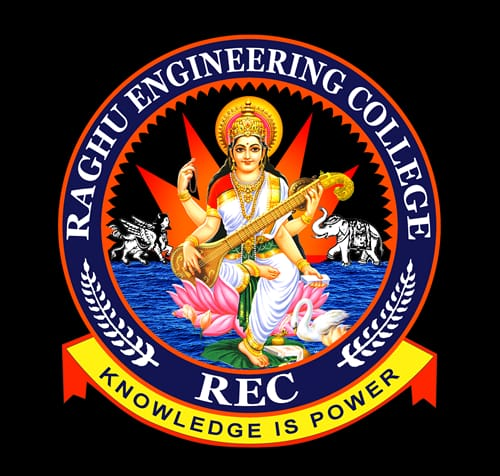 RAGHU ENGINEERING COLLEGE
REC
KNOWLEDGE IS POWER